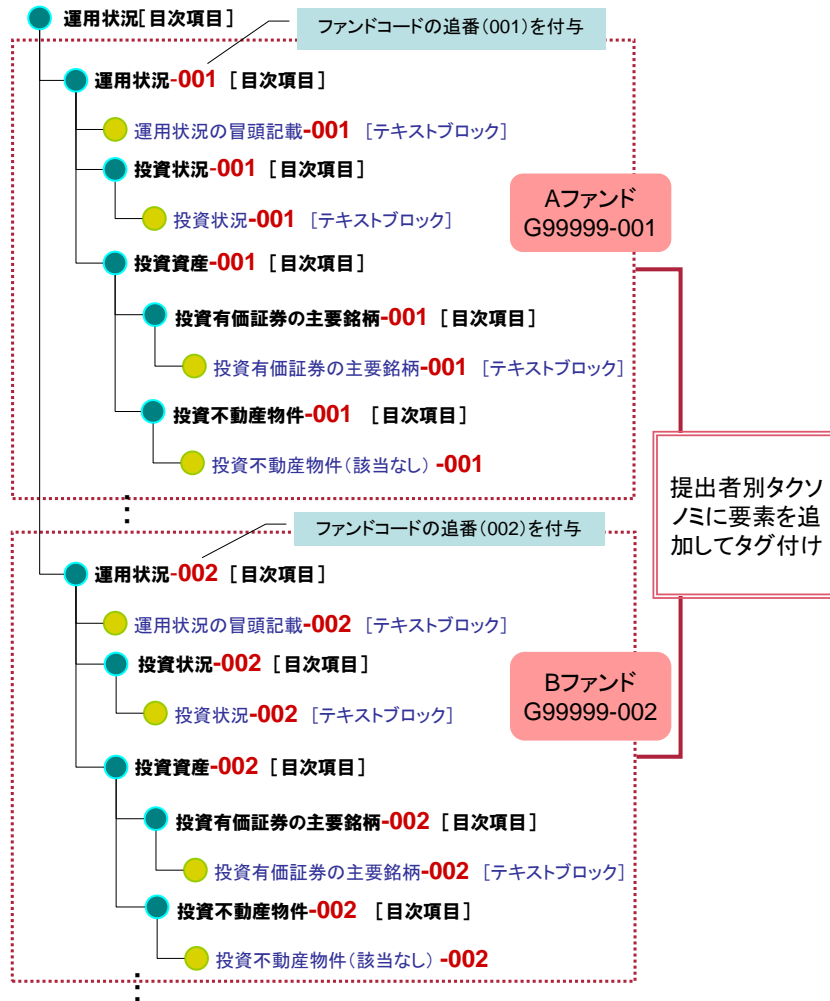 運用状況[目次項目]
ファンドコードの追番(001)を付与
運用状況-001 [目次項目]
運用状況の冒頭記載-001 [テキストブロック]
投資状況-001 [目次項目]
投資状況-001 [テキストブロック]
Aファンド
G99999-001
投資資産-001 [目次項目]
投資有価証券の主要銘柄-001 [目次項目]
投資有価証券の主要銘柄-001 [テキストブロック]
投資不動産物件-001 [目次項目]
投資不動産物件(該当なし) -001
提出者別タクソ
ノミに要素を追
加してタグ付け
ファンドコードの追番(002)を付与
運用状況-002 [目次項目]
運用状況の冒頭記載-002 [テキストブロック]
投資状況-002 [目次項目]
投資状況-002 [テキストブロック]
Bファンド
G99999-002
投資資産-002 [目次項目]
投資有価証券の主要銘柄-002 [目次項目]
投資有価証券の主要銘柄-002 [テキストブロック]
投資不動産物件-002 [目次項目]
投資不動産物件(該当なし) -002